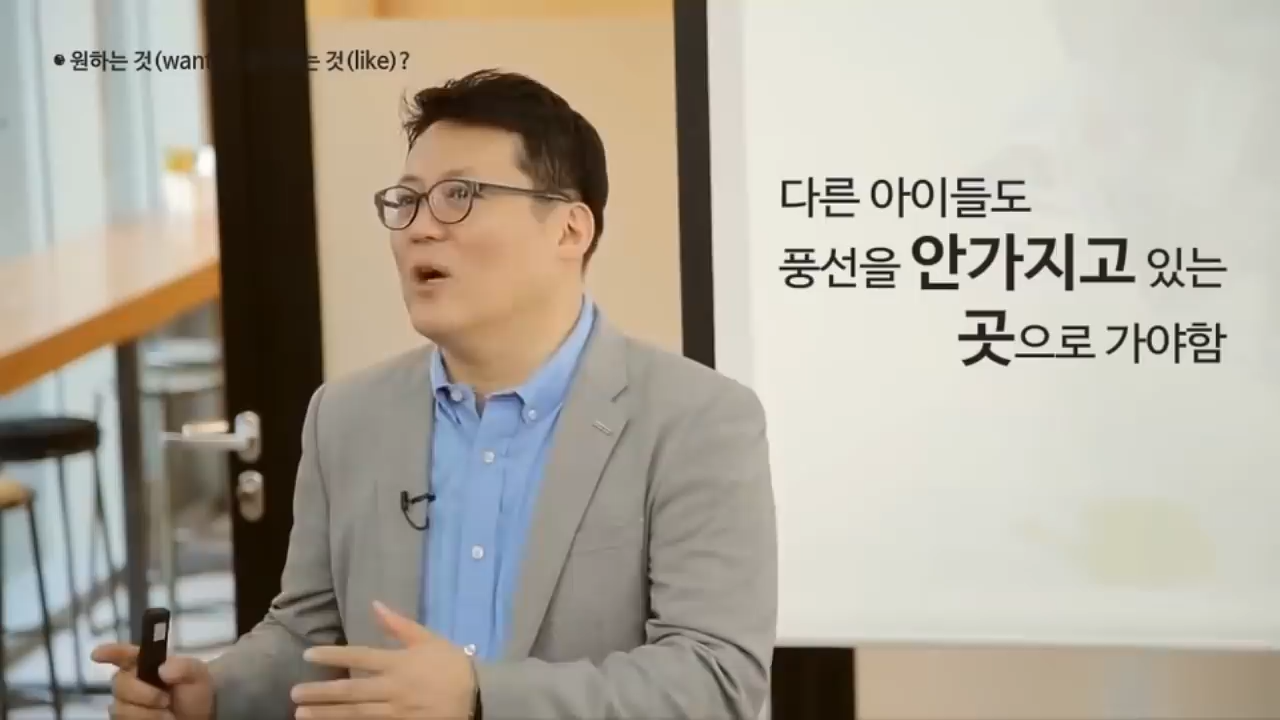 원하는 것(want 는 것(like)?
다른 아이들도
풍선을 안가지고 있는
곳으로 가야함